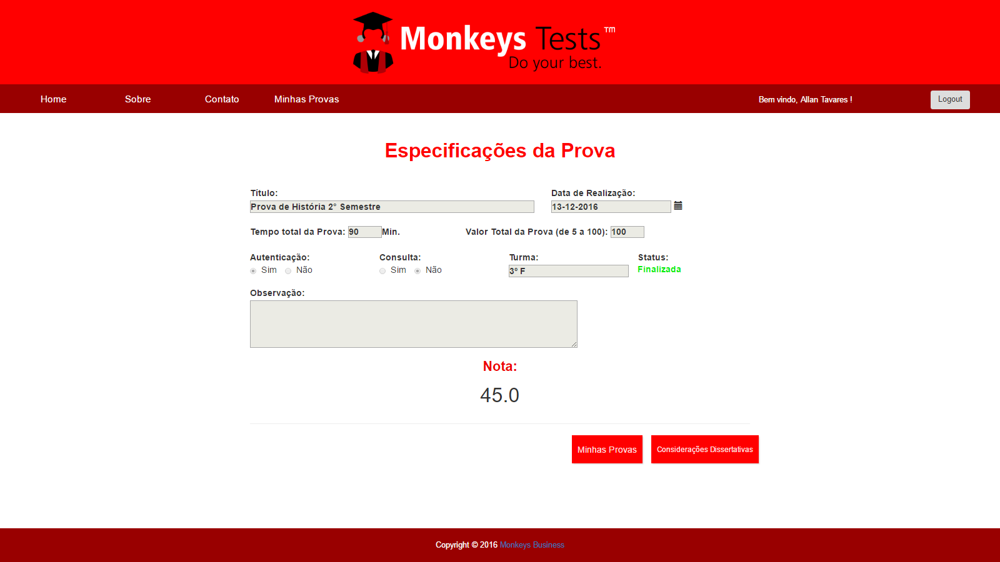 Monkeys Tests™
Do your best.
Home Sobre Contato Minhas Provas Bem vindo, Allan Tavares ! Logout
Especificações da Prova
Título: Data de Realização:
Prova de História 2° Semestre 13-12-2016
Tempo total da Prova: 90 Min. Valor Total da Prova (de 5 a 100): 100
Autenticação: Consulta: Turma: Status:
Sim Não Sim Não 3º F Finalizada
Observação:
Nota:
45.0
Minhas Provas Considerações Dissertativas
Copyright © 2016 Monkeys Business